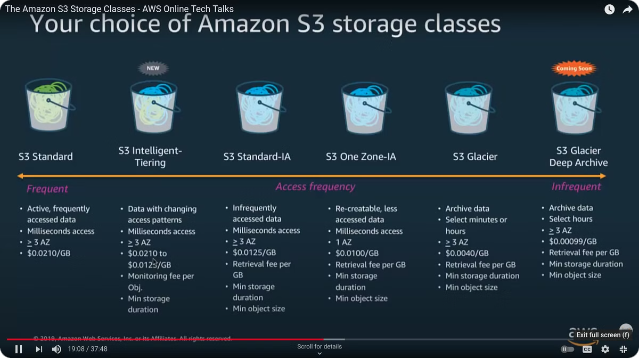 The Amazon S3 Storage Classes - AWS Online Tech Talks
Your choice of Amazon S3 storage classes
NEW
Coming Soon
S3 Standard
S3 Intelligent-
Tiering
S3 Standard-IA
S3 One Zone-IA
S3 Glacier
S3 Glacier
Deep Archive
Frequent
Access frequency
Infrequent
• Active, frequently
accessed data
• Milliseconds access
• ≥ 3 AZ
• $0.0210/GB
• Data with changing
access patterns
• Milliseconds access
• ≥ 3 AZ
• $0.0210 to
$0.0125/GB
• Monitoring fee per
Obj.
• Min storage
duration
• Infrequently
accessed data
• Milliseconds access
• ≥ 3 AZ
• $0.0125/GB
• Retrieval fee per
GB
• Min storage
duration
• Min object size
• Re-creatable, less
accessed data
• Milliseconds access
• 1 AZ
• $0.0100/GB
• Retrieval fee per GB
• Min storage
duration
• Min object size
• Archive data
• Select minutes or
hours
• ≥ 3 AZ
• $0.0040/GB
• Retrieval fee per GB
• Min storage duration
• Min object size
• Archive data
• Select hours
• ≥ 3 AZ
• $0.00099/GB
• Retrieval fee per GB
• Min storage duration
• Min object size
© 2018, Amazon Web Services, Inc. or its Affiliates. All rights reserved.
aws
Exit full screen (f)
19:08 / 37:48
Scroll for details